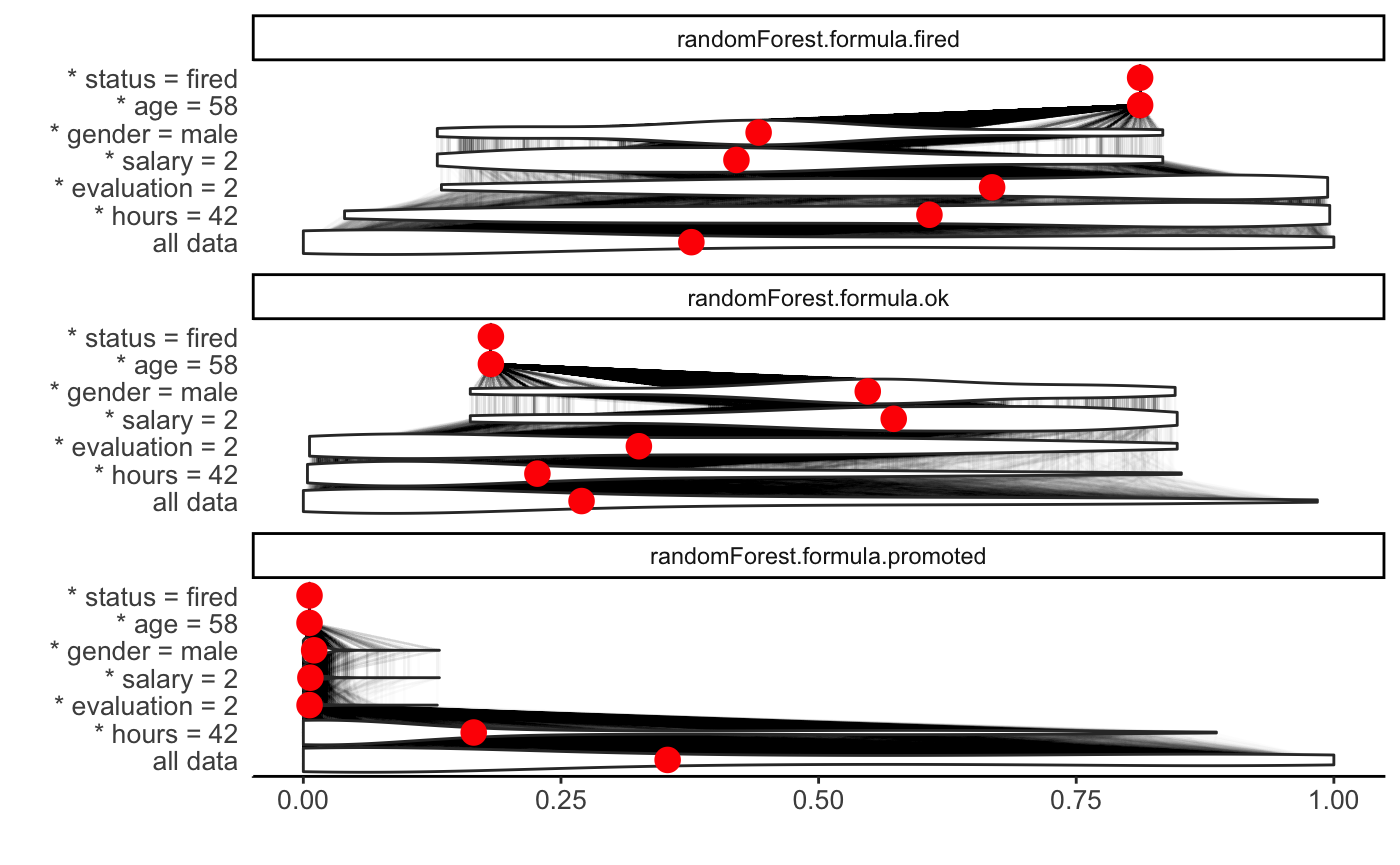 randomForest.formula.fired
* status = fired
* age = 58
* gender = male
* salary = 2
* evaluation = 2
* hours = 42
all data
randomForest.formula.ok
* status = fired
* age = 58
* gender = male
* salary = 2
* evaluation = 2
* hours = 42
all data
randomForest.formula.promoted
* status = fired
* age = 58
* gender = male
* salary = 2
* evaluation = 2
* hours = 42
all data
0.00 0.25 0.50 0.75 1.00